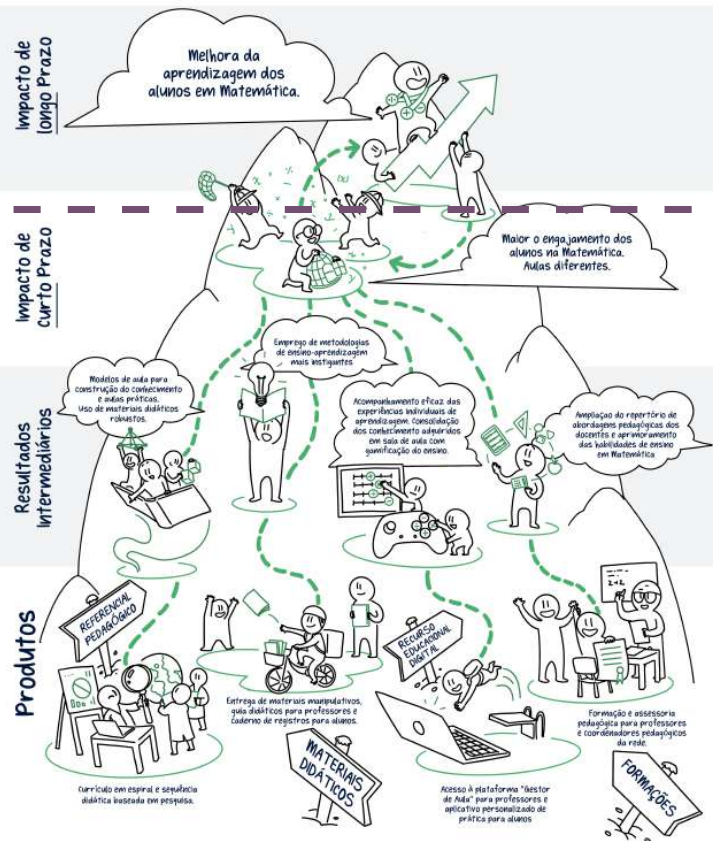 Impacto de
longo Prazo
Melhora da
aprendizagem dos
alunos em Matemática.
Impacto de
curto Prazo
Maior o engajamento dos
alunos na Matemática.
Aulas diferentes.
Resultados
Intermediários
Modelos de aula para
construção do conhecimento
e aulas práticas.
Uso de materiais didáticos
robustos.
Emprego de metodologias
de ensino-aprendizagem
mais instigantes
Acompanhamento eficaz das
experiências individuais de
aprendizagem. Consolidação
dos conhecimento adquiridos
em sala de aula com
gamificação do ensino.
Ampliação do repertório de
abordagens pedagógicas dos
docentes e aprimoramento
das habilidades de ensino
em Matemática
Produtos
REFERENCIAL
PEDAGÓGICO
Currículo em espiral e sequência
didática baseada em pesquisa.
Entrega de materiais manipulativos,
guia didáticos para professores e
caderno de registros para alunos.
MATERIAIS
DIDÁTICOS
RECURSO
EDUCACIONAL
DIGITAL
Acesso à plataforma "Gestor
de Aula" para professores e
aplicativo personalizado de
prática para alunos
2+2
Formação e assessoria
pedagógica para professores
e coordenadores pedagógicos
da rede.
FORMAÇÕES